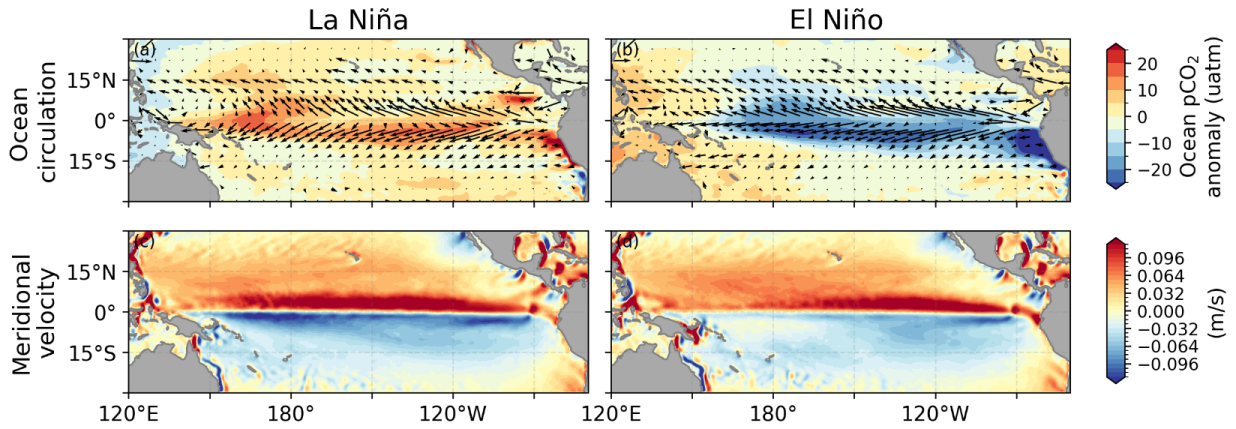 La Niña
El Niño
(a)
(b)
15°N
0°
15°S
Ocean
circulation
20
10
0
−10
−20
Ocean pCO₂
anomaly (uatm)
(c)
(d)
15°N
0°
15°S
Meridional
velocity
0.096
0.064
0.032
0.000
−0.032
−0.064
−0.096
(m/s)
120°E
180°
120°W
120°E
180°
120°W